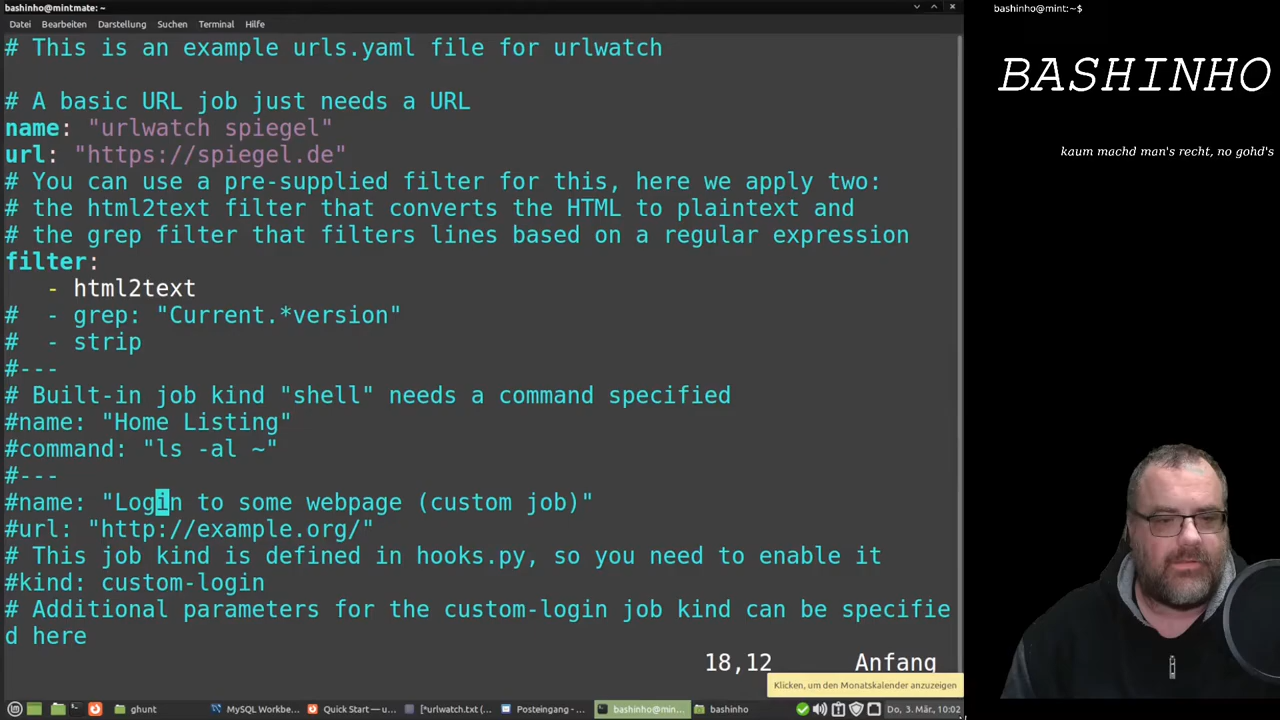 bashinho@mintmate: ~
Datei Bearbeiten Darstellung Suchen Terminal Hilfe
# This is an example urls.yaml file for urlwatch
# A basic URL job just needs a URL
name: "urlwatch spiegel"
url: "https://spiegel.de"
# You can use a pre-supplied filter for this, here we apply two:
# the html2text filter that converts the HTML to plaintext and
# the grep filter that filters lines based on a regular expression
filter:
- html2text
# - grep: "Current.*version"
# - strip
#---
# Built-in job kind "shell" needs a command specified
#name: "Home Listing"
#command: "ls -al ~"
#---
#name: "Login to some webpage (custom job)"
#url: "http://example.org/"
# This job kind is defined in hooks.py, so you need to enable it
#kind: custom-login
# Additional parameters for the custom-login job kind can be specifie
d here
18,12 Anfang
Klicken, um den Monatskalender anzuzeigen
ghunt
MySQL Workbe...
Quick Start — u...
[*urlwatch.txt (...
Posteingang — ...
bashinho@min...
bashinho
Do, 3. Mär., 10:02
bashinho@mint:~$
BASHINHO
kaum machd man's recht, no gohd's